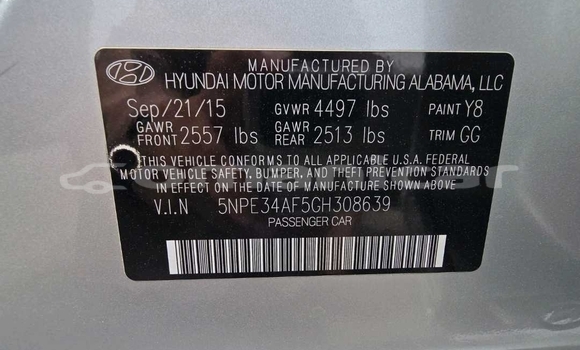 MANUFACTURED BY
HYUNDAI MOTOR MANUFACTURING ALABAMA, LLC
Sep/21/15 GVWR 4497 lbs PAINT Y8
GAWR FRONT 2557 lbs GAWR REAR 2513 lbs TRIM GG
THIS VEHICLE CONFORMS TO ALL APPLICABLE U.S.A. FEDERAL
MOTOR VEHICLE SAFETY, BUMPER, AND THEFT PREVENTION STANDARDS
IN EFFECT ON THE DATE OF MANUFACTURE SHOWN ABOVE.
V.I.N 5NPE34AF5GH308639
PASSENGER CAR